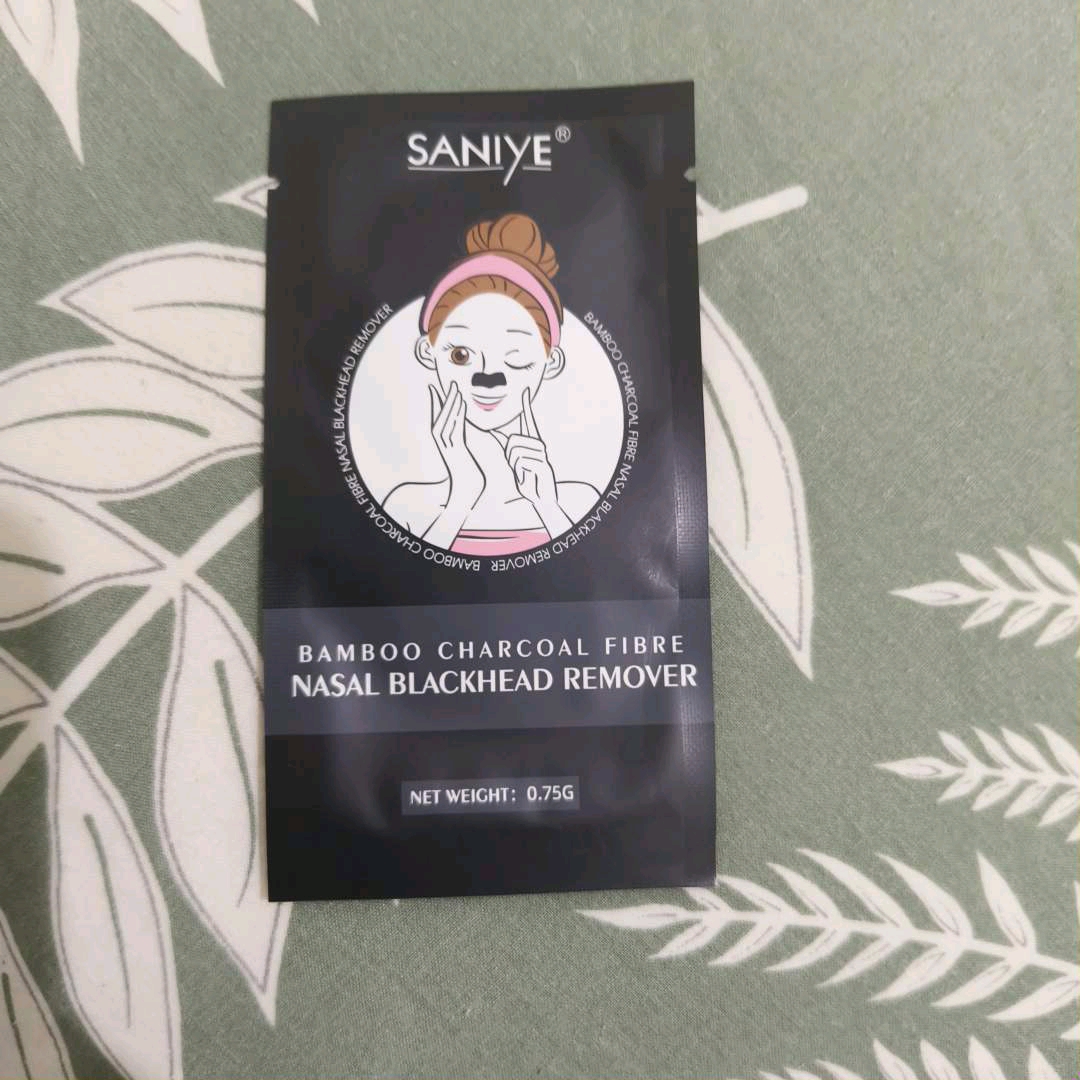 SANIYE®
BAMBOO CHARCOAL FIBRE NASAL BLACKHEAD REMOVER
BAMBOO CHARCOAL FIBRE NASAL BLACKHEAD REMOVER
BAMBOO CHARCOAL FIBRE
NASAL BLACKHEAD REMOVER
NET WEIGHT: 0.75G